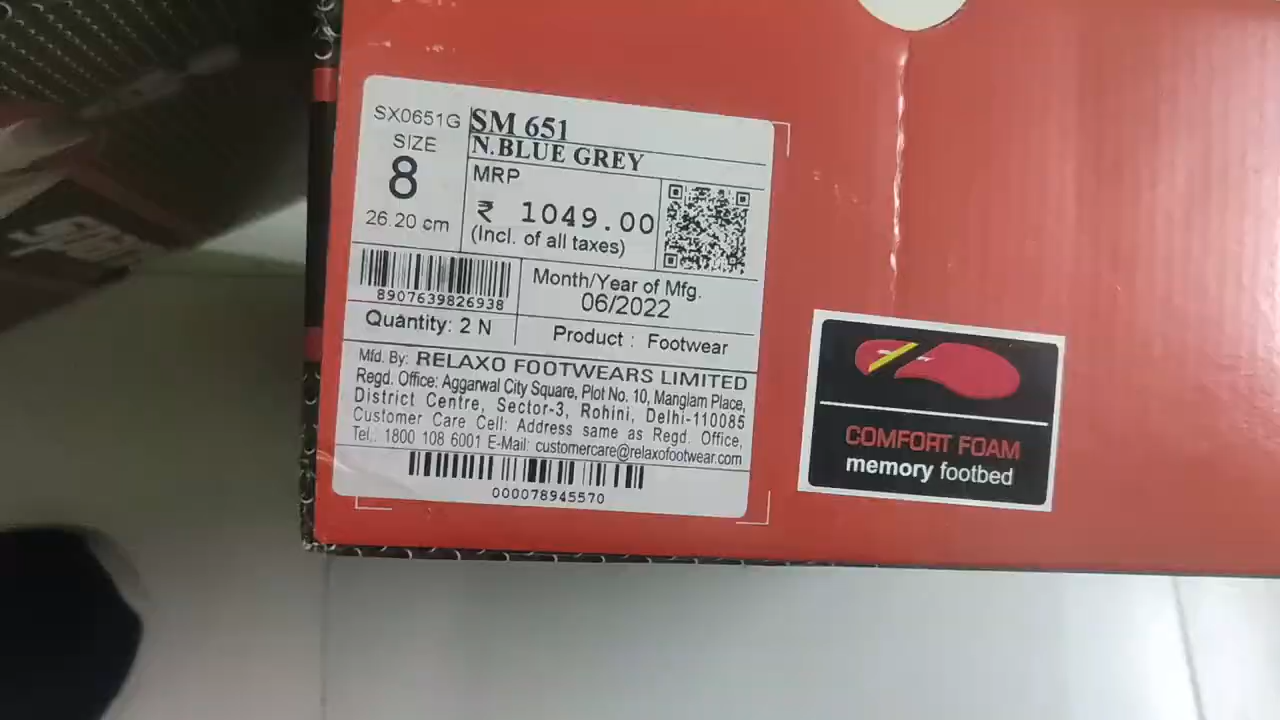 SX0651G
SIZE
8
26.20 cm
SM 651
N.BLUE GREY
MRP
₹ 1049.00
(Incl. of all taxes)
8907639826938
Month/Year of Mfg.
06/2022
Quantity: 2 N
Product : Footwear
Mfd. By: RELAXO FOOTWEARS LIMITED
Regd. Office: Aggarwal City Square, Plot No. 10, Manglam Place,
District Centre, Sector-3, Rohini, Delhi-110085
Customer Care Cell: Address same as Regd. Office,
Tel.: 1800 108 6001 E-Mail: customercare@relaxofootwear.com
000078945570
COMFORT FOAM
memory footbed